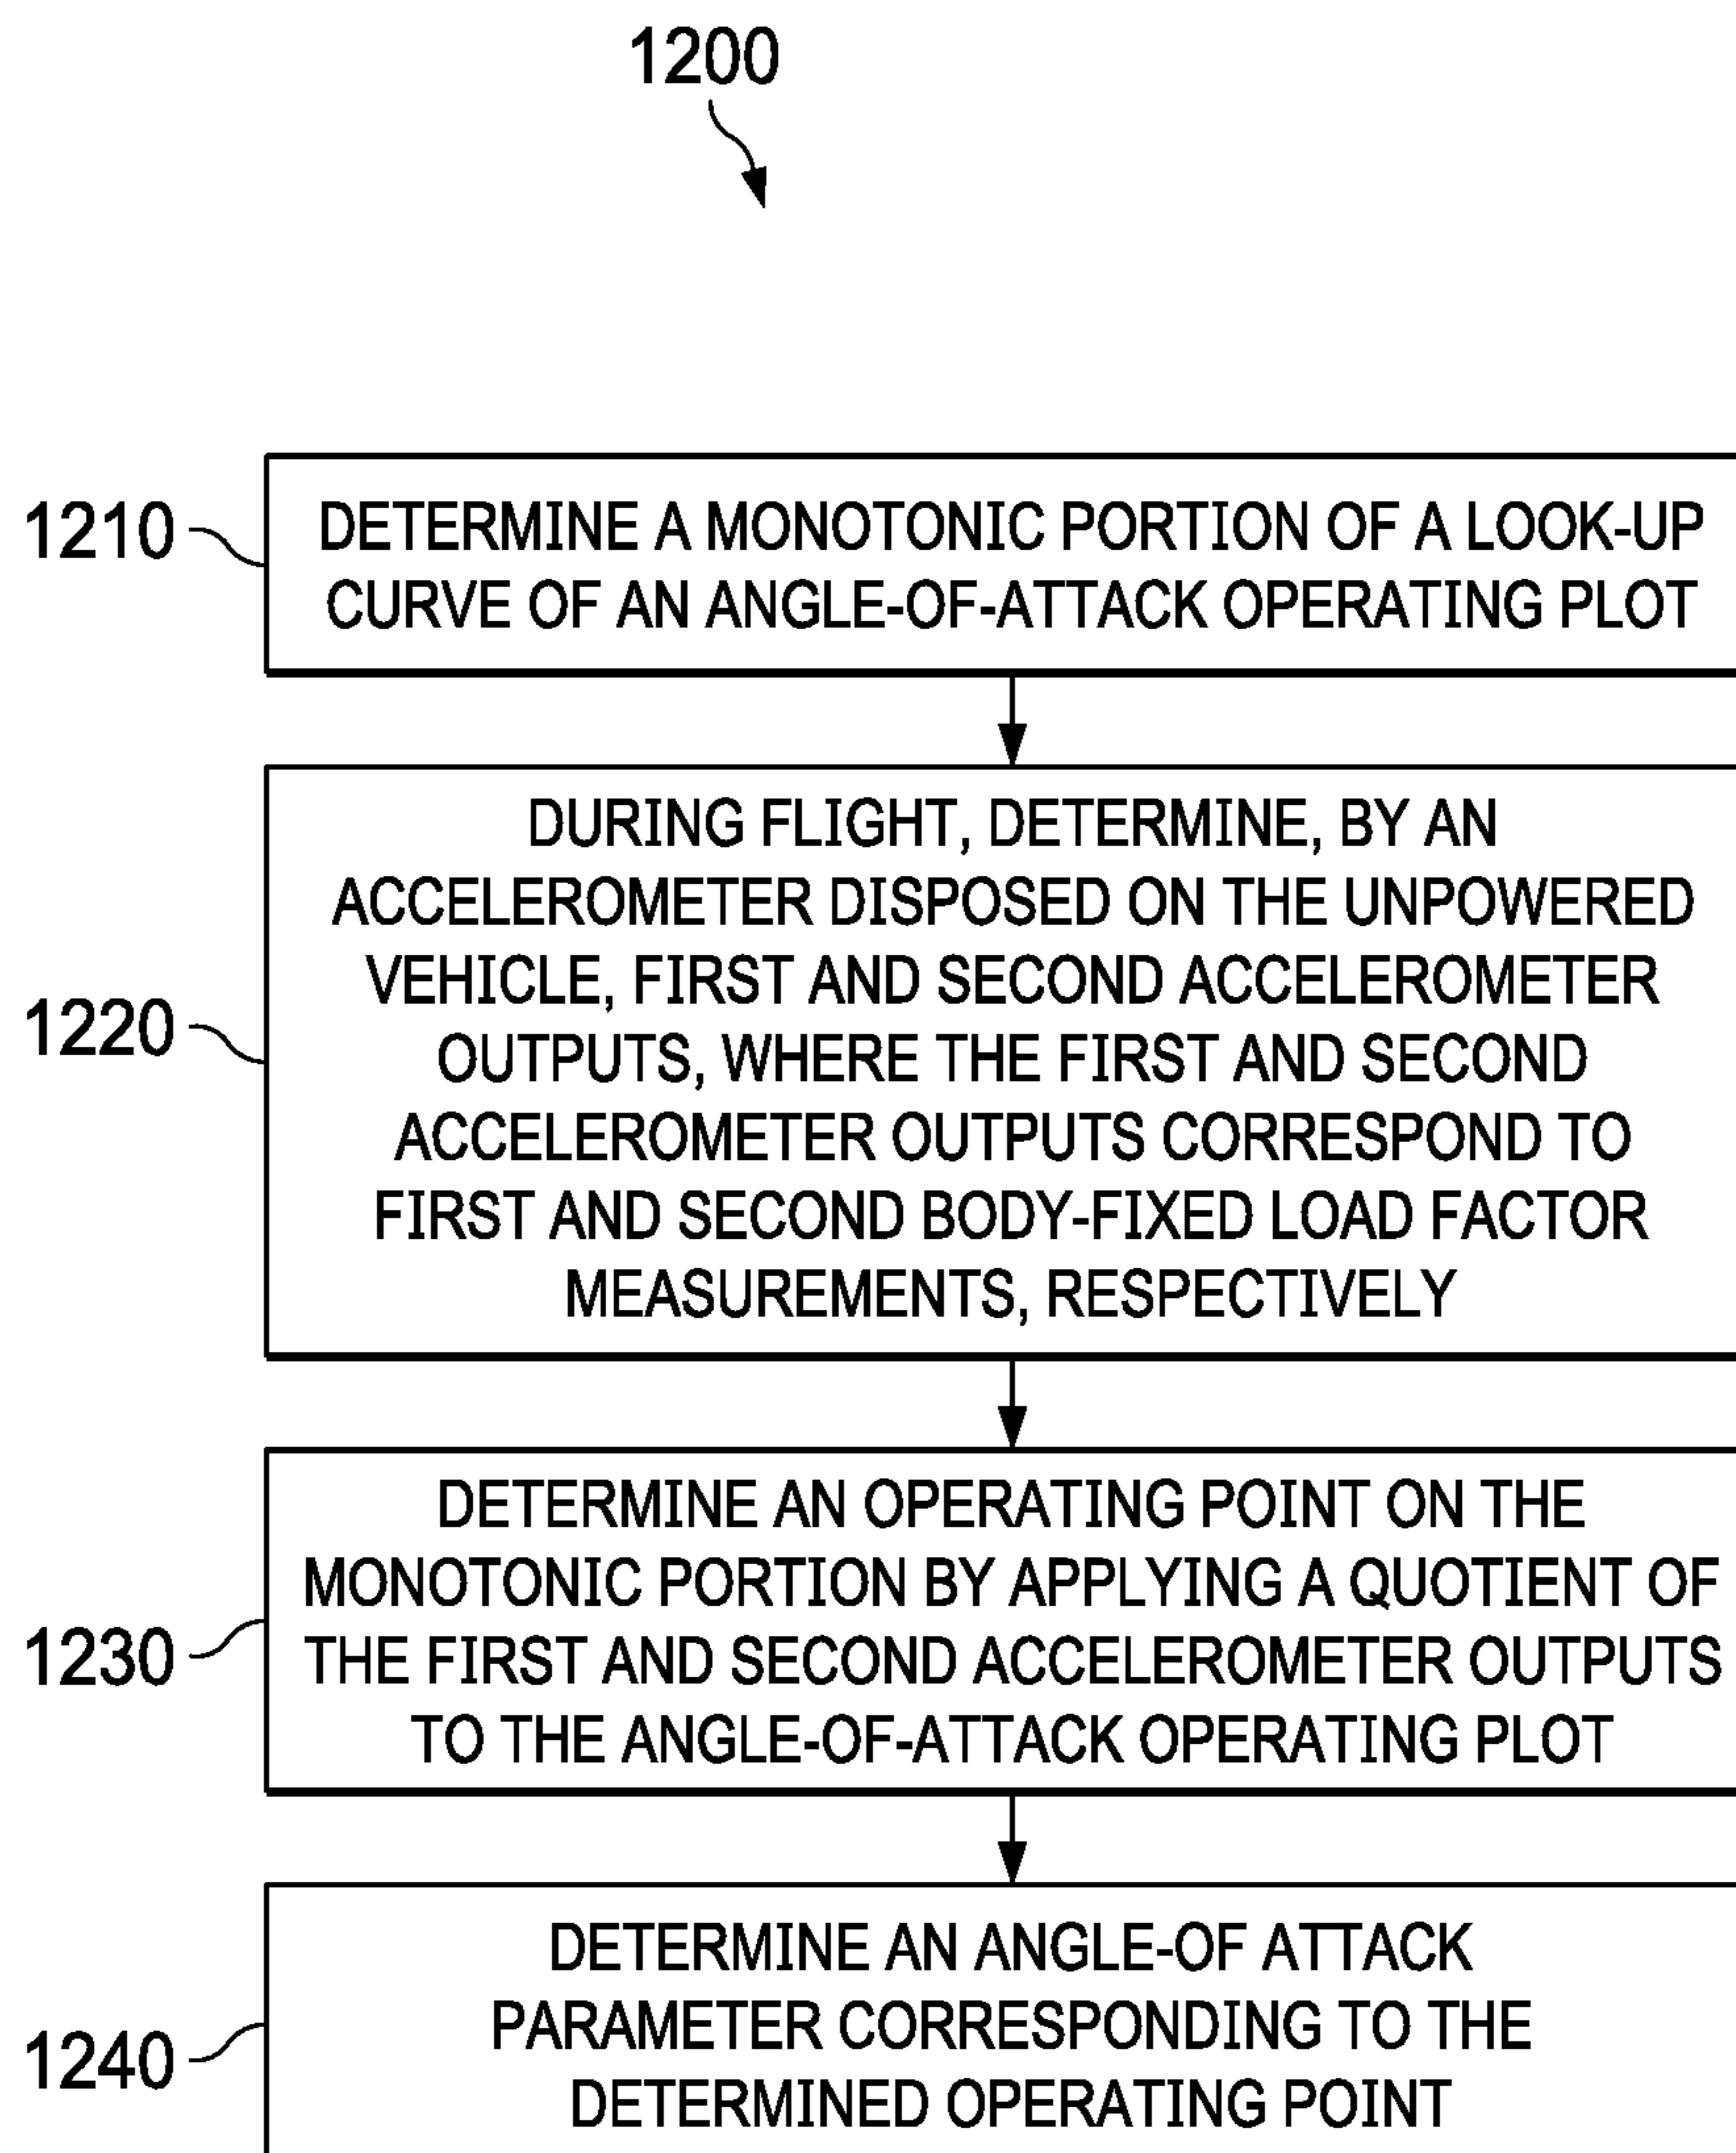 1200
1210
DETERMINE A MONOTONIC PORTION OF A LOOK-UP
CURVE OF AN ANGLE-OF-ATTACK OPERATING PLOT
1220
DURING FLIGHT, DETERMINE, BY AN
ACCELEROMETER DISPOSED ON THE UNPOWERED
VEHICLE, FIRST AND SECOND ACCELEROMETER
OUTPUTS, WHERE THE FIRST AND SECOND
ACCELEROMETER OUTPUTS CORRESPOND TO
FIRST AND SECOND BODY-FIXED LOAD FACTOR
MEASUREMENTS, RESPECTIVELY
1230
DETERMINE AN OPERATING POINT ON THE
MONOTONIC PORTION BY APPLYING A QUOTIENT OF
THE FIRST AND SECOND ACCELEROMETER OUTPUTS
TO THE ANGLE-OF-ATTACK OPERATING PLOT
1240
DETERMINE AN ANGLE-OF ATTACK
PARAMETER CORRESPONDING TO THE
DETERMINED OPERATING POINT